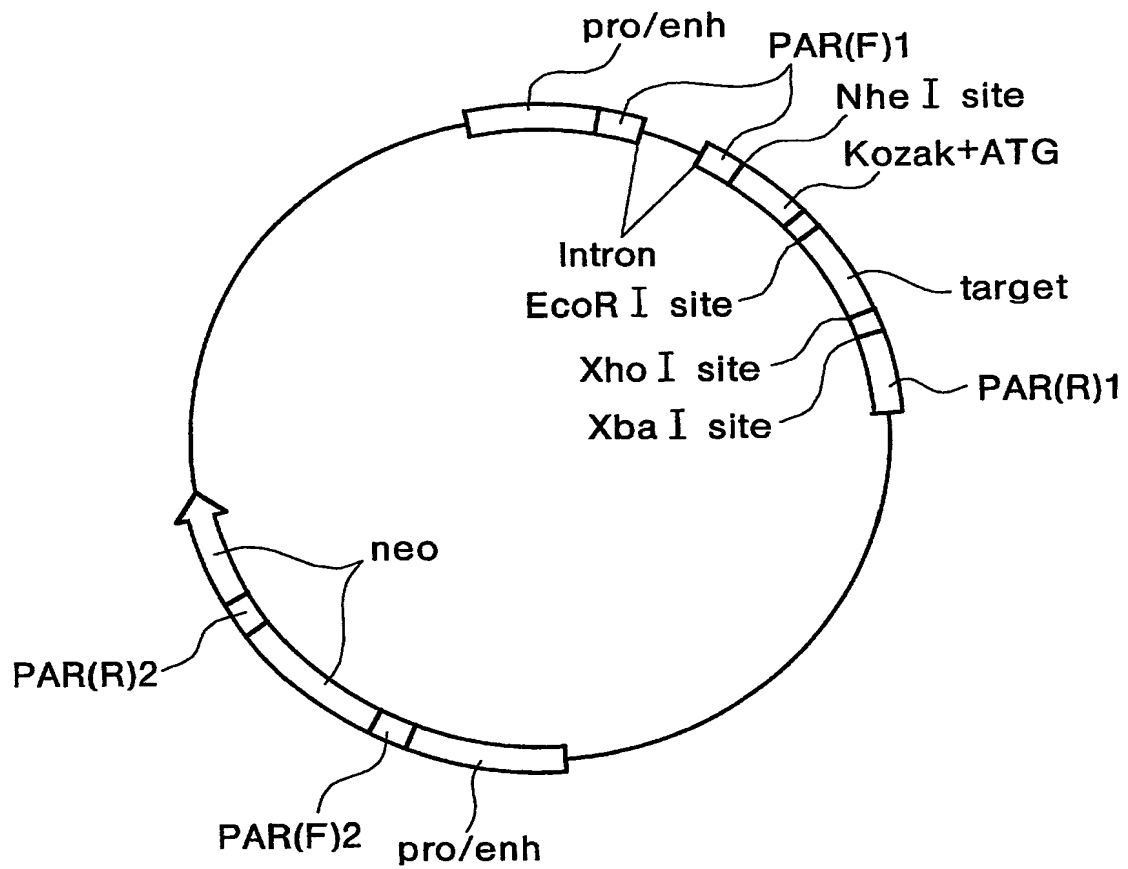 pro/enh
PAR(F)1
Nhe I site
Kozak+ATG
Intron
EcoR I site
target
Xho I site
PAR(R)1
Xba I site
neo
PAR(R)2
PAR(F)2
pro/enh